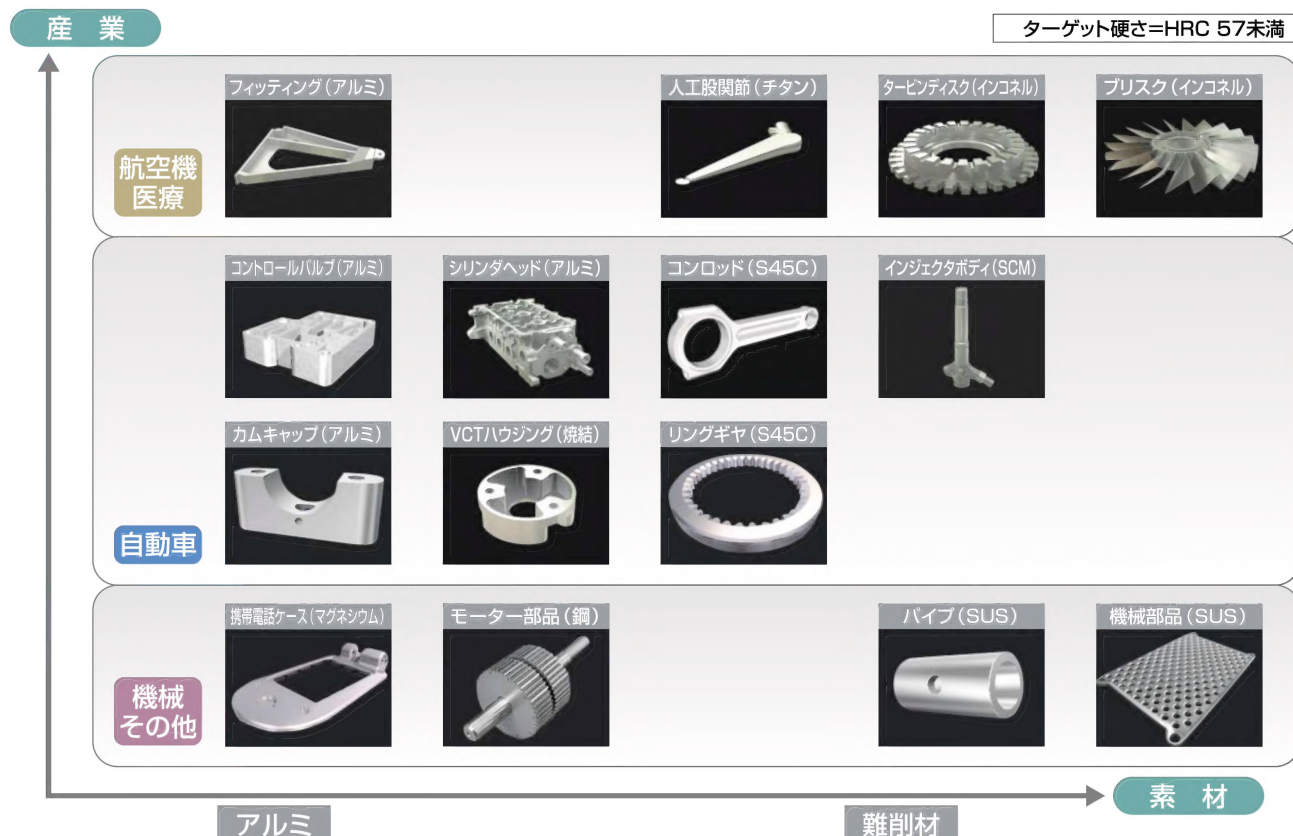 産業
ターゲット硬さ=HRC 57未満
フィッティング(アルミ)
人工股関節(チタン)
タービンディスク(インコネル)
ブリスク(インコネル)
航空機
医療
コントロールバルブ(アルミ)
シリンダヘッド(アルミ)
コンロッド(S45C)
インジェクタボディ(SCM)
カムキャップ(アルミ)
VCTハウジング(焼結)
リングギヤ(S45C)
自動車
携帯電話ケース(マグネシウム)
モーター部品(鋼)
パイプ(SUS)
機械部品(SUS)
機械
その他
素材
アルミ
難削材